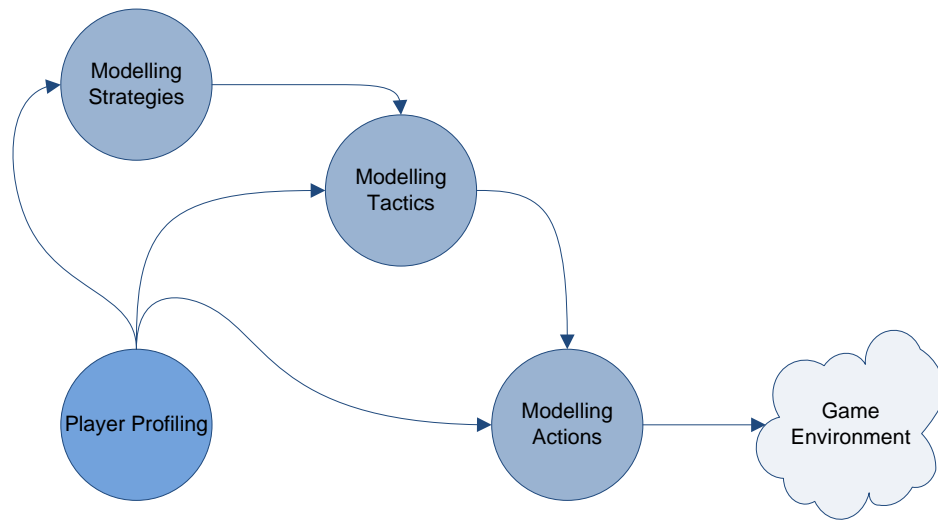 Modelling
Strategies
Modelling
Tactics
Player Profiling
Modelling
Actions
Game
Environment